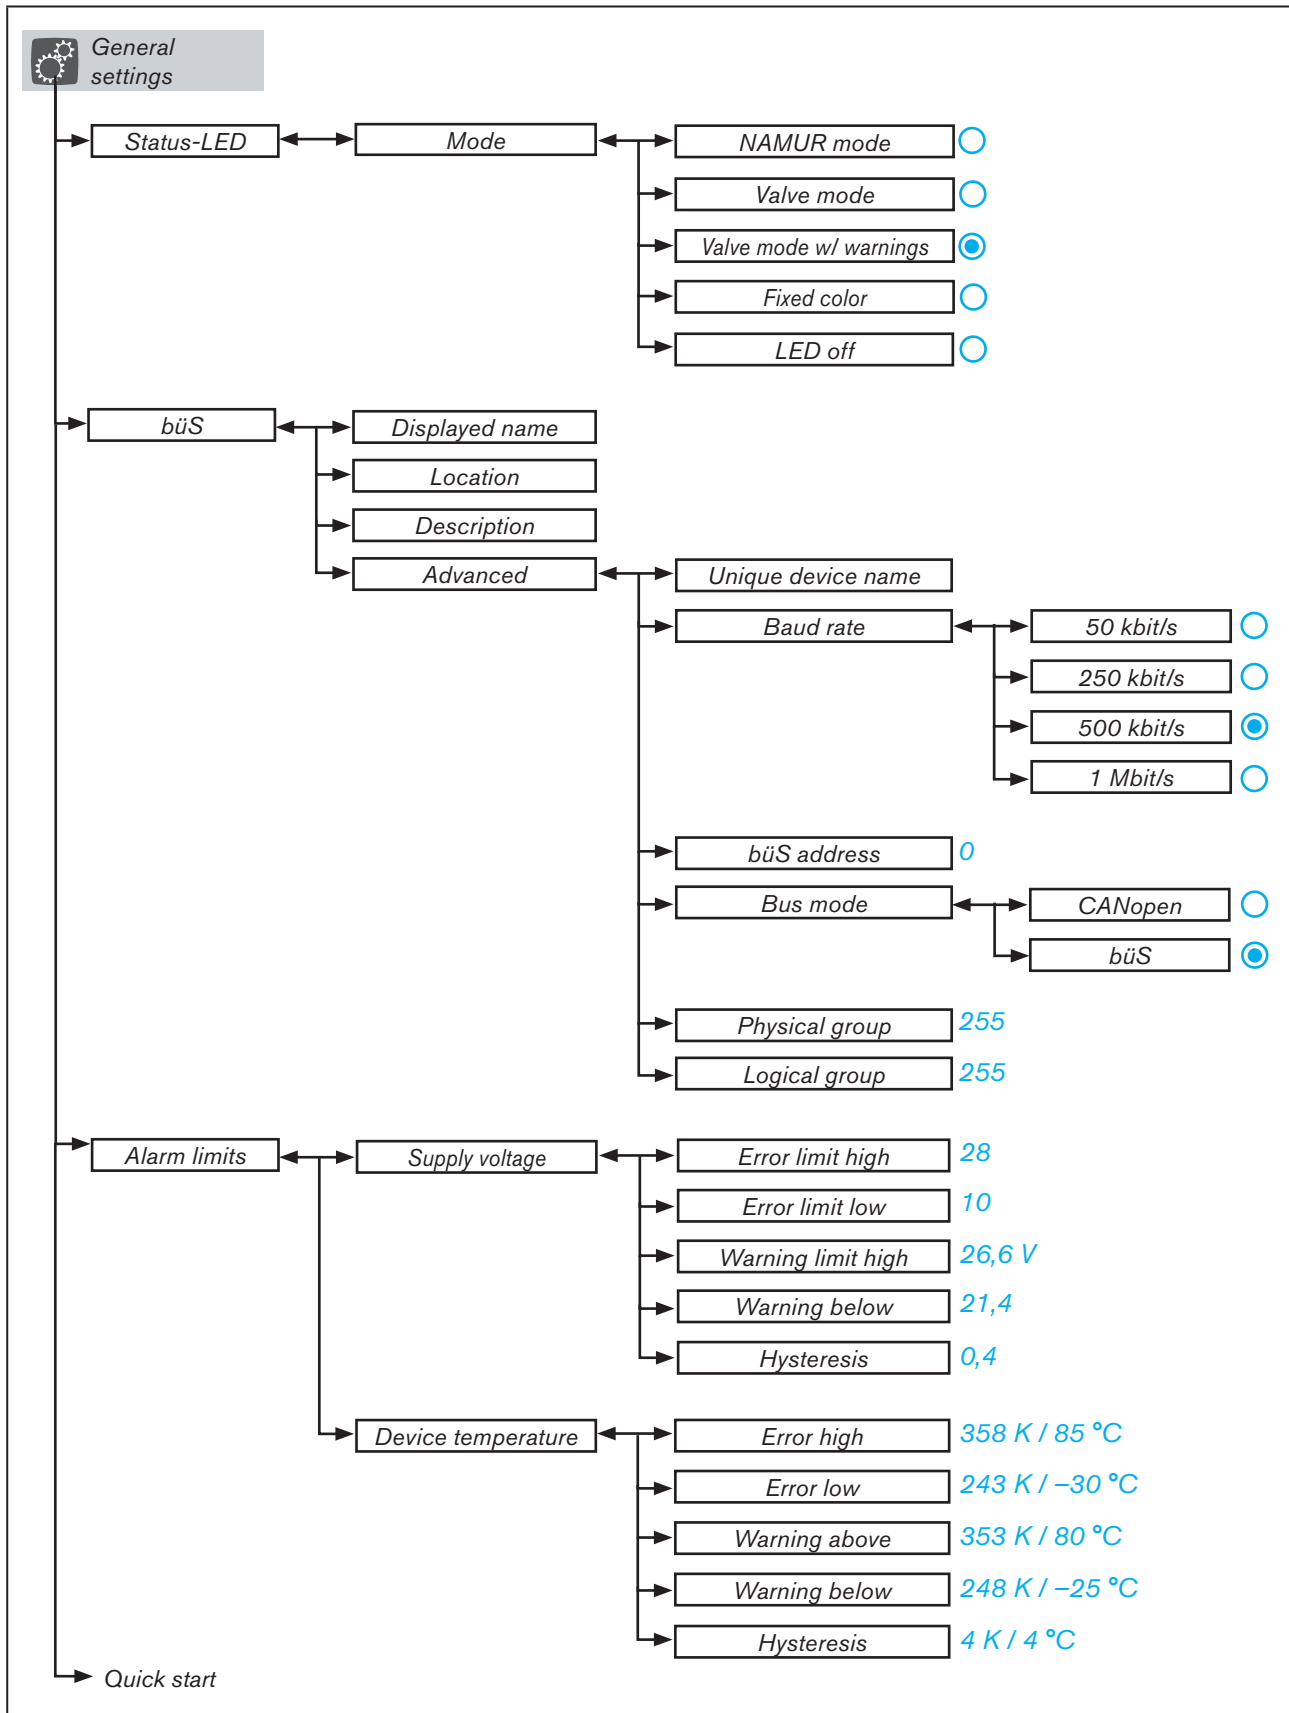 General
settings
Status-LED
Mode
NAMUR mode
Valve mode
Valve mode w/ warnings
Fixed color
LED off
büS
Displayed name
Location
Description
Advanced
Unique device name
Baud rate
50 kbit/s
250 kbit/s
500 kbit/s
1 Mbit/s
büS address 0
Bus mode
CANopen
büS
Physical group 255
Logical group 255
Alarm limits
Supply voltage
Error limit high 28
Error limit low 10
Warning limit high 26,6 V
Warning below 21,4
Hysteresis 0,4
Device temperature
Error high 358 K / 85 °C
Error low 243 K / –30 °C
Warning above 353 K / 80 °C
Warning below 248 K / –25 °C
Hysteresis 4 K / 4 °C
Quick start